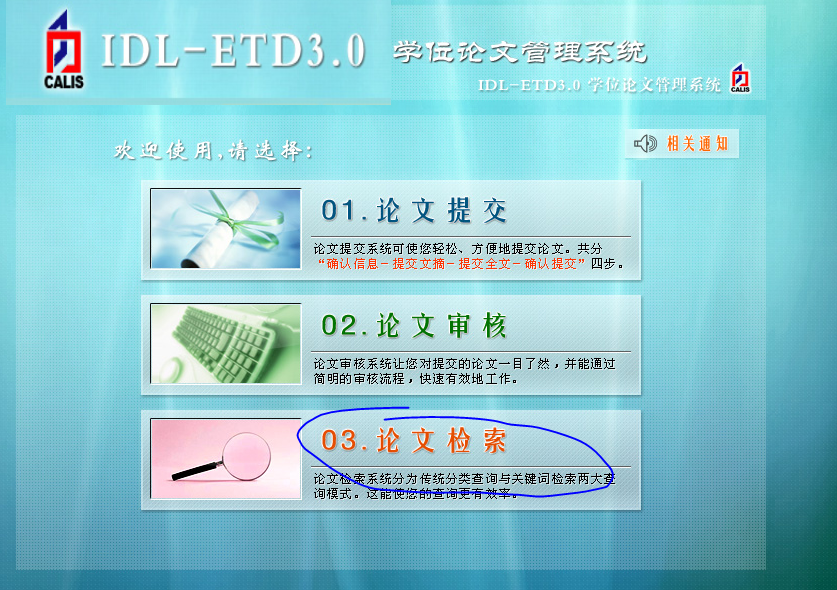 CALIS
IDL-ETD3.0 学位论文管理系统
IDL-ETD3.0 学位论文管理系统 CALIS
欢迎使用,请选择:
相关通知
01.论文提交
论文提交系统可使您轻松、方便地提交论文。共分
“确认信息－提交文摘－提交全文－确认提交”四步。
02.论文审核
论文审核系统让您对提交的论文一目了然，并能通过
简明的审核流程，快速有效地工作。
03.论文检索
论文检索系统分为传统分类查询与关键词检索两大查
询模式。这能使您的查询更有效率。